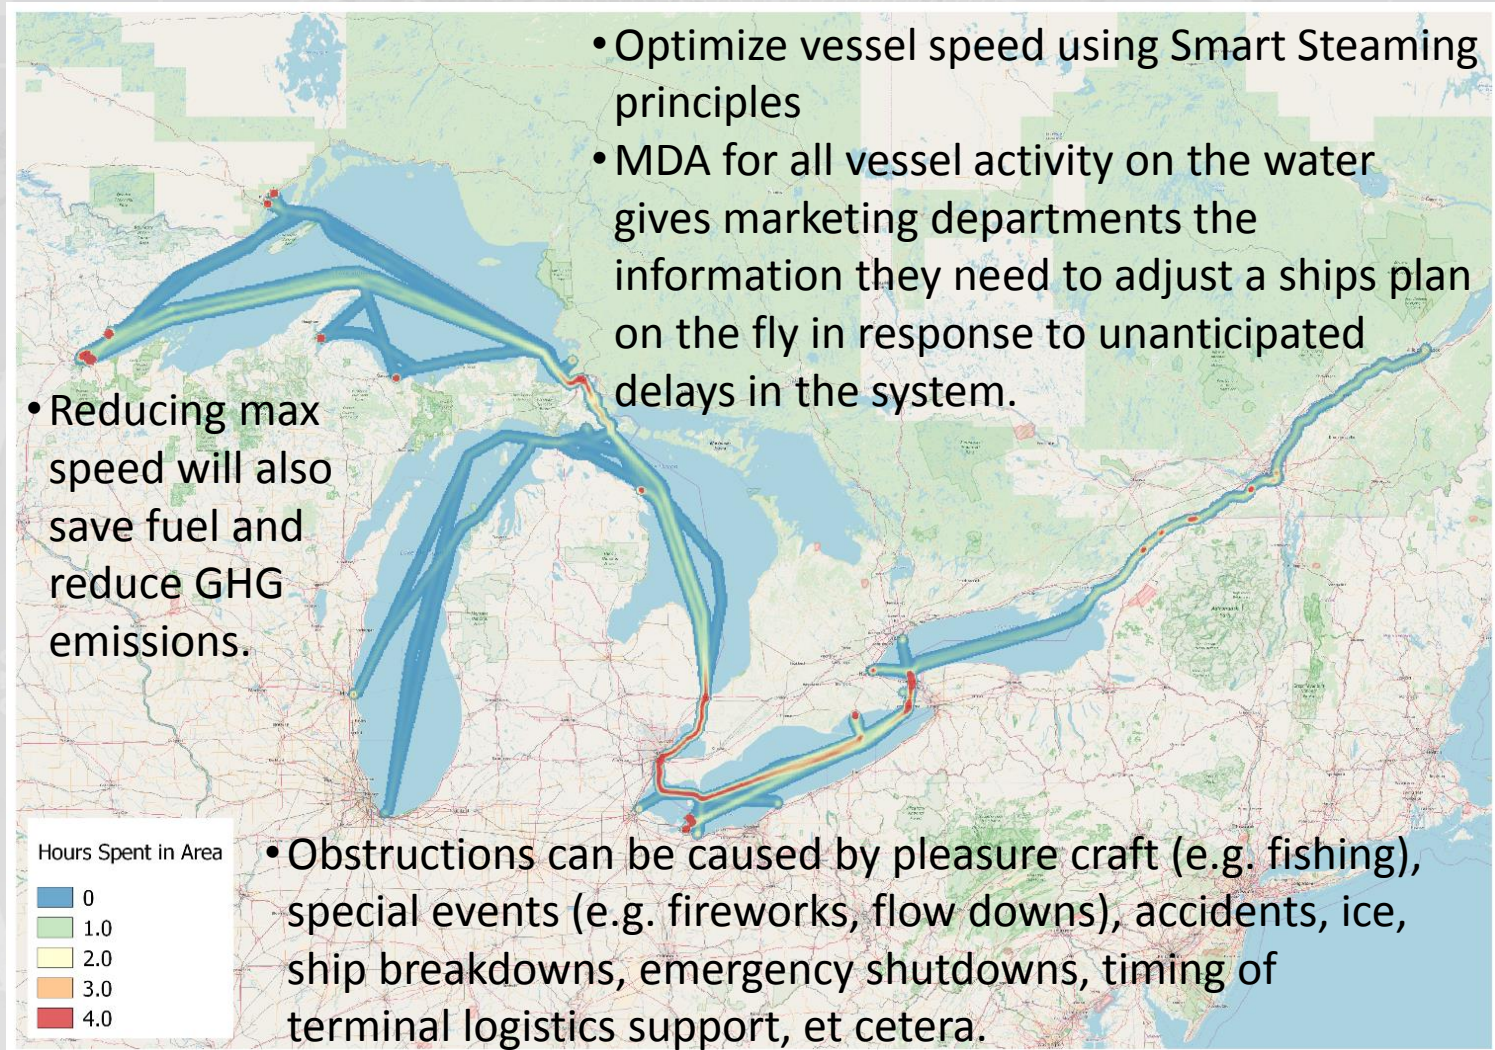 • Optimize vessel speed using Smart Steaming
principles
• MDA for all vessel activity on the water
gives marketing departments the
information they need to adjust a ships plan
on the fly in response to unanticipated
delays in the system.
• Reducing max
speed will also
save fuel and
reduce GHG
emissions.
Hours Spent in Area
0
1.0
2.0
3.0
4.0
• Obstructions can be caused by pleasure craft (e.g. fishing),
special events (e.g. fireworks, flow downs), accidents, ice,
ship breakdowns, emergency shutdowns, timing of
terminal logistics support, et cetera.